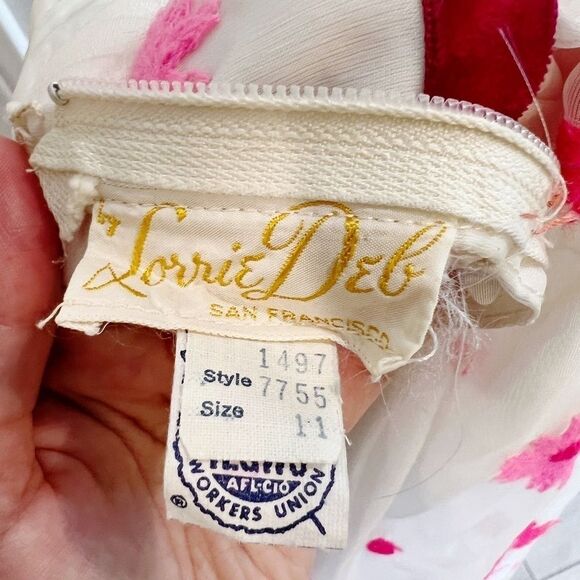 by Lorrie Deb
SAN FRANCISCO
1497
Style 7755
Size 11
AFL-CIO
WORKERS UNION
®